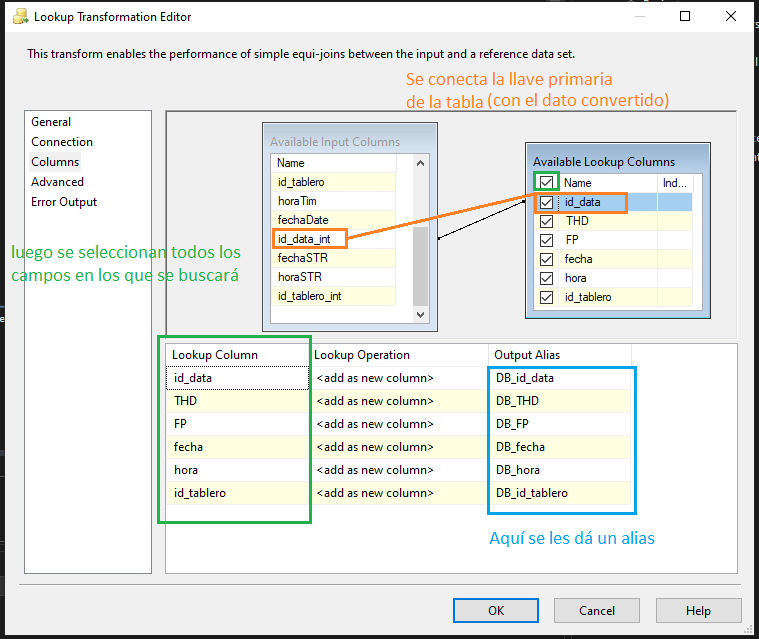 Lookup Transformation Editor
This transform enables the performance of simple equi-joins between the input and a reference data set.
Se conecta la llave primaria
de la tabla (con el dato convertido)
General
Connection
Columns
Advanced
Error Output
luego se seleccionan todos los
campos en los que se buscará
Available Input Columns
Name
id_tablero
horaTim
fechaDate
id_data_int
fechaSTR
horaSTR
id_tablero_int
Available Lookup Columns
Name Ind...
id_data
THD
FP
fecha
hora
id_tablero
Lookup Column Lookup Operation Output Alias
id_data <add as new column> DB_id_data
THD <add as new column> DB_THD
FP <add as new column> DB_FP
fecha <add as new column> DB_fecha
hora <add as new column> DB_hora
id_tablero <add as new column> DB_id_tablero
Aquí se les dá un alias
OK Cancel Help